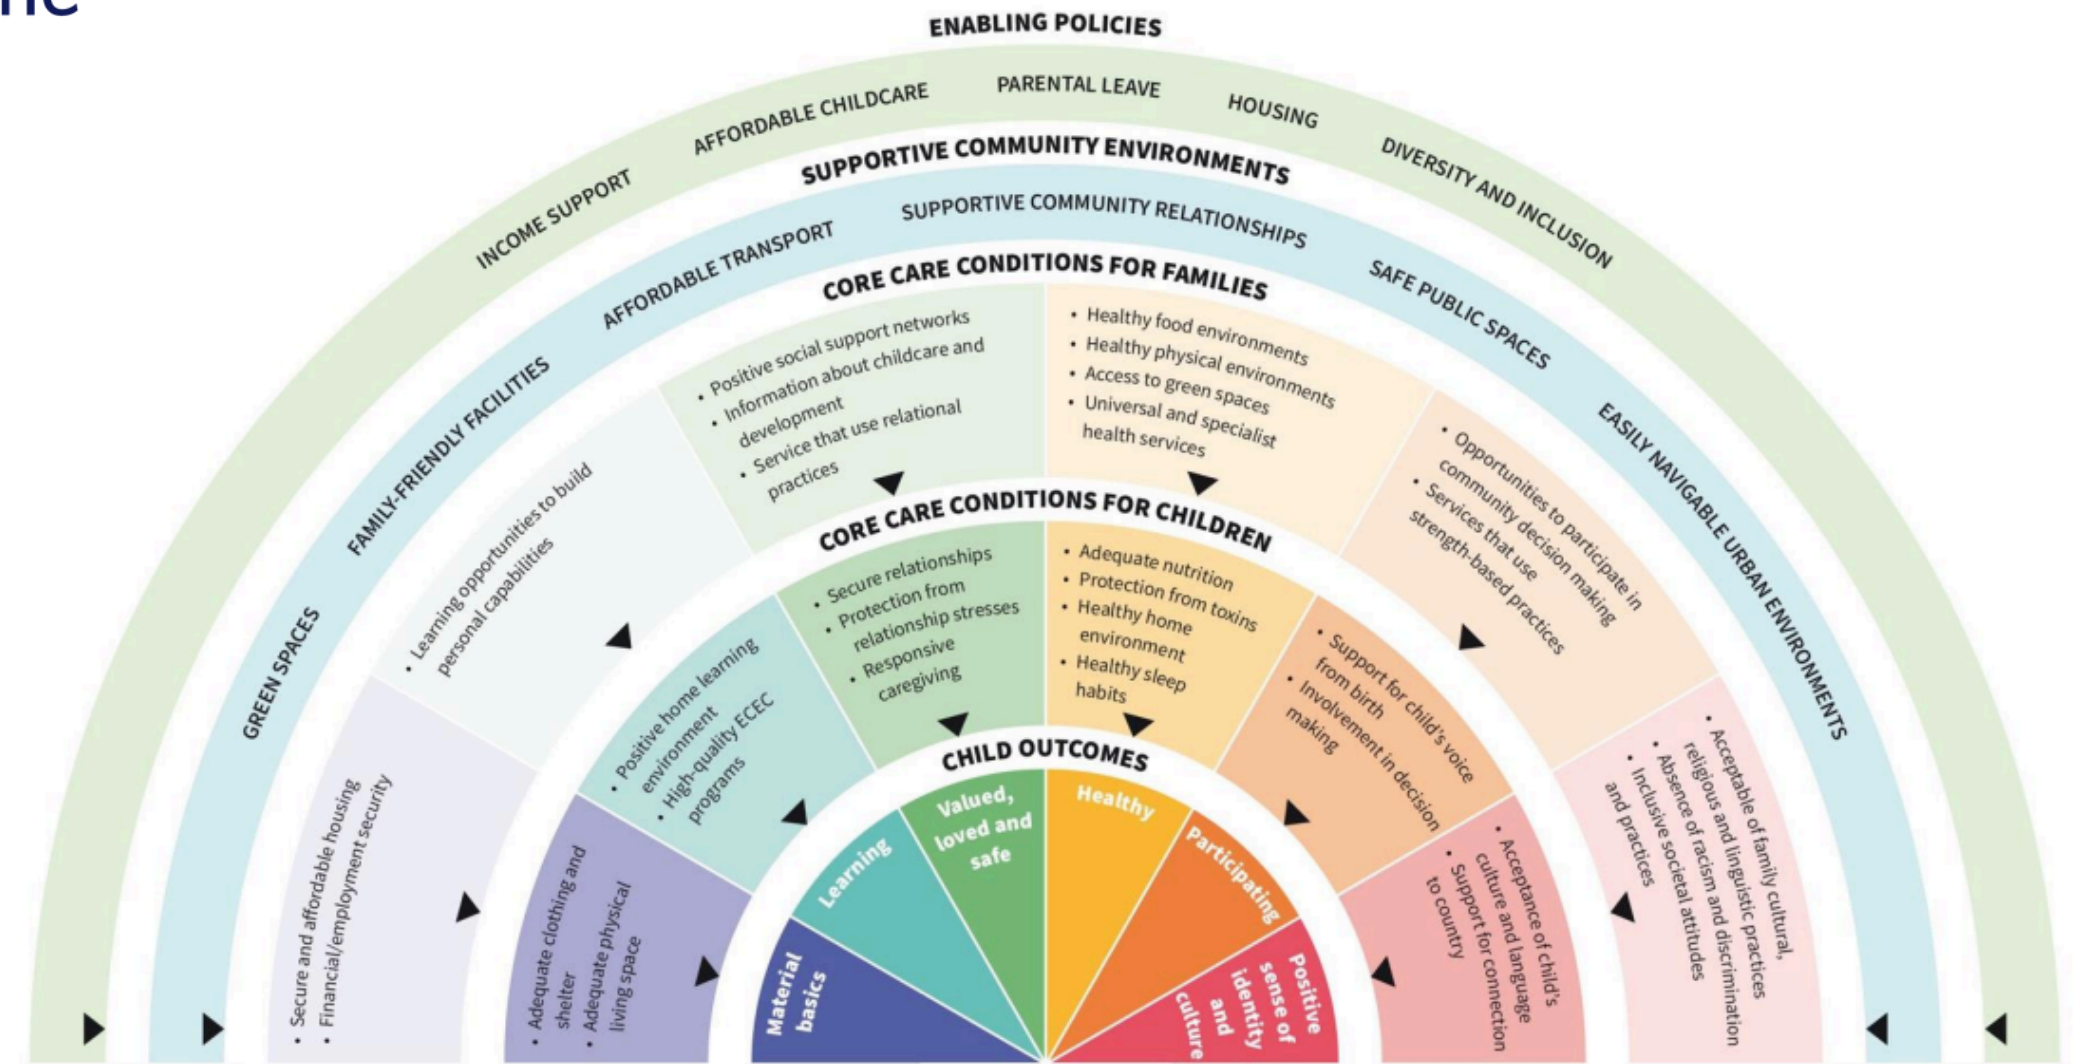 ENABLING POLICIES
INCOME SUPPORT
AFFORDABLE CHILDCARE
PARENTAL LEAVE
HOUSING
DIVERSITY AND INCLUSION
SUPPORTIVE COMMUNITY ENVIRONMENTS
GREEN SPACES
FAMILY-FRIENDLY FACILITIES
AFFORDABLE TRANSPORT
SUPPORTIVE COMMUNITY RELATIONSHIPS
SAFE PUBLIC SPACES
EASILY NAVIGABLE URBAN ENVIRONMENTS
CORE CARE CONDITIONS FOR FAMILIES
• Secure and affordable housing
• Financial/employment security
• Learning opportunities to build
personal capabilities
• Positive social support networks
• Information about childcare and
development
• Service that use relational
practices
• Healthy food environments
• Healthy physical environments
• Access to green spaces
• Universal and specialist
health services
• Opportunities to participate in
community decision making
• Services that use
strength-based practices
• Acceptable of family cultural,
religious and linguistic practices
• Absence of racism and discrimination
• Inclusive societal attitudes
and practices
CORE CARE CONDITIONS FOR CHILDREN
• Adequate clothing and
shelter
• Adequate physical
living space
• Positive home learning
environment
• High-quality ECEC
programs
• Secure relationships
• Protection from
relationship stresses
• Responsive
caregiving
• Adequate nutrition
• Protection from toxins
• Healthy home
environment
• Healthy sleep
habits
• Support for child's voice
from birth
• Involvement in decision
making
• Acceptance of child's
culture and language
• Support for connection
to country
CHILD OUTCOMES
Material
basics
Learning
Valued,
loved and
safe
Healthy
Participating
Positive
sense of
identity
and
culture